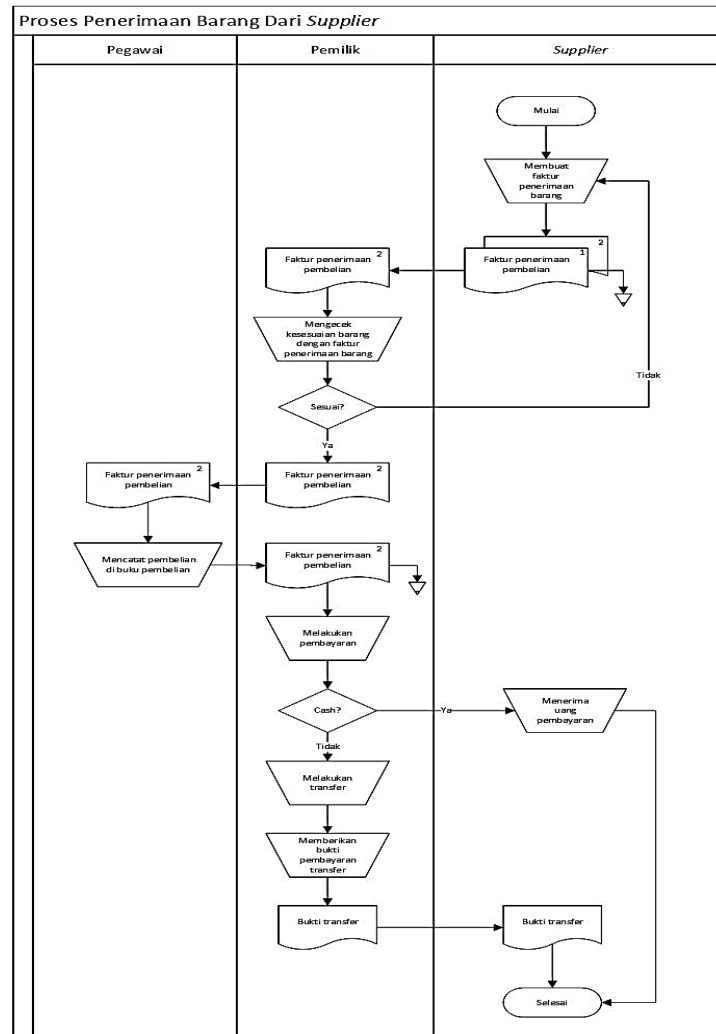 Proses Penerimaan Barang Dari Supplier
Pegawai
Pemilik
Supplier
Mulai
Membuat
faktur
penerimaan
barang
2
Faktur penerimaan
pembelian
1
Faktur penerimaan
pembelian
2
Mengecek
kesesuaian barang
dengan faktur
penerimaan barang
Tidak
Sesuai?
Ya
Faktur penerimaan
pembelian
2
Faktur penerimaan
pembelian
2
Mencatat pembelian
di buku pembelian
Faktur penerimaan
pembelian
2
Melakukan
pembayaran
Cash?
Ya
Menerima
uang
pembayaran
Tidak
Melakukan
transfer
Memberikan
bukti
pembayaran
transfer
Bukti transfer
Bukti transfer
Selesai